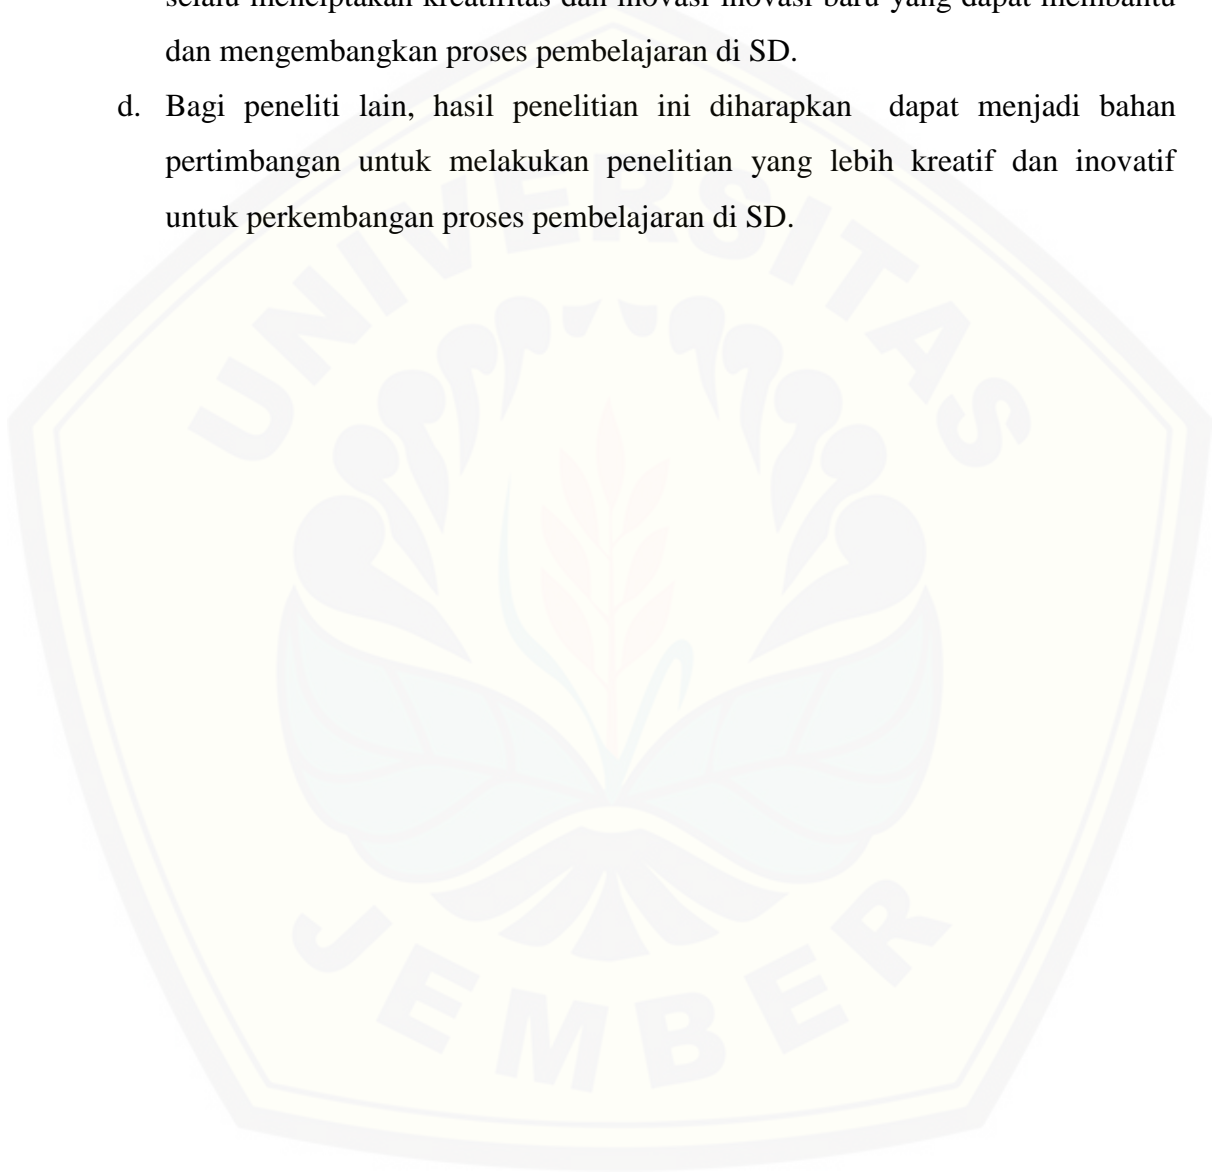 selalu menciptakan kreatifitas dan inovasi-inovasi baru yang dapat membantu
dan mengembangkan proses pembelajaran di SD.
d. Bagi peneliti lain, hasil penelitian ini diharapkan dapat menjadi bahan
pertimbangan untuk melakukan penelitian yang lebih kreatif dan inovatif
untuk perkembangan proses pembelajaran di SD.
UNIVERSITAS
JEMBER